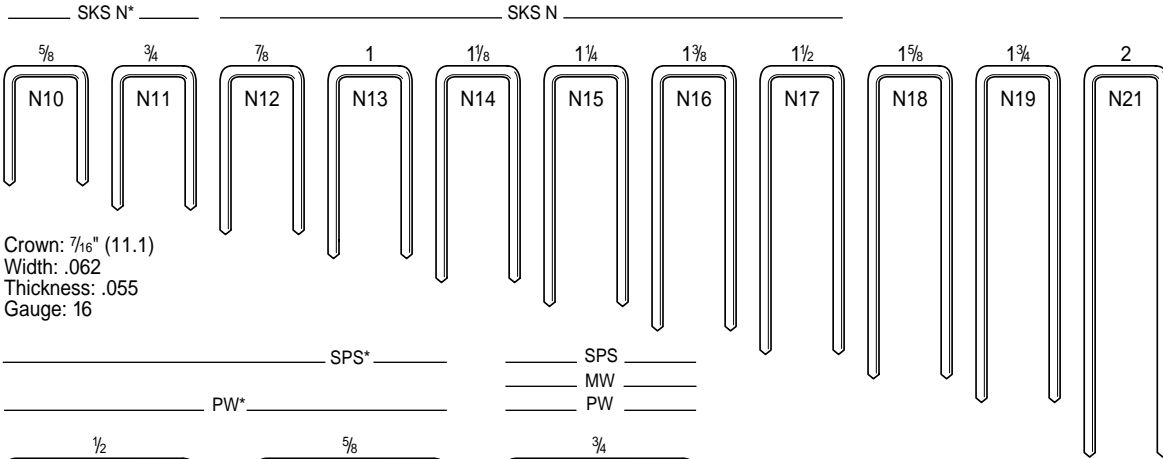 SKS N* SKS N
⅝ ¾ ⅞ 1 1⅛ 1¼ 1⅜ 1½ 1⅝ 1¾ 2
N10 N11 N12 N13 N14 N15 N16 N17 N18 N19 N21
Crown: 7/16" (11.1)
Width: .062
Thickness: .055
Gauge: 16
SPS* SPS
MW
PW* PW
½ ⅝ ¾